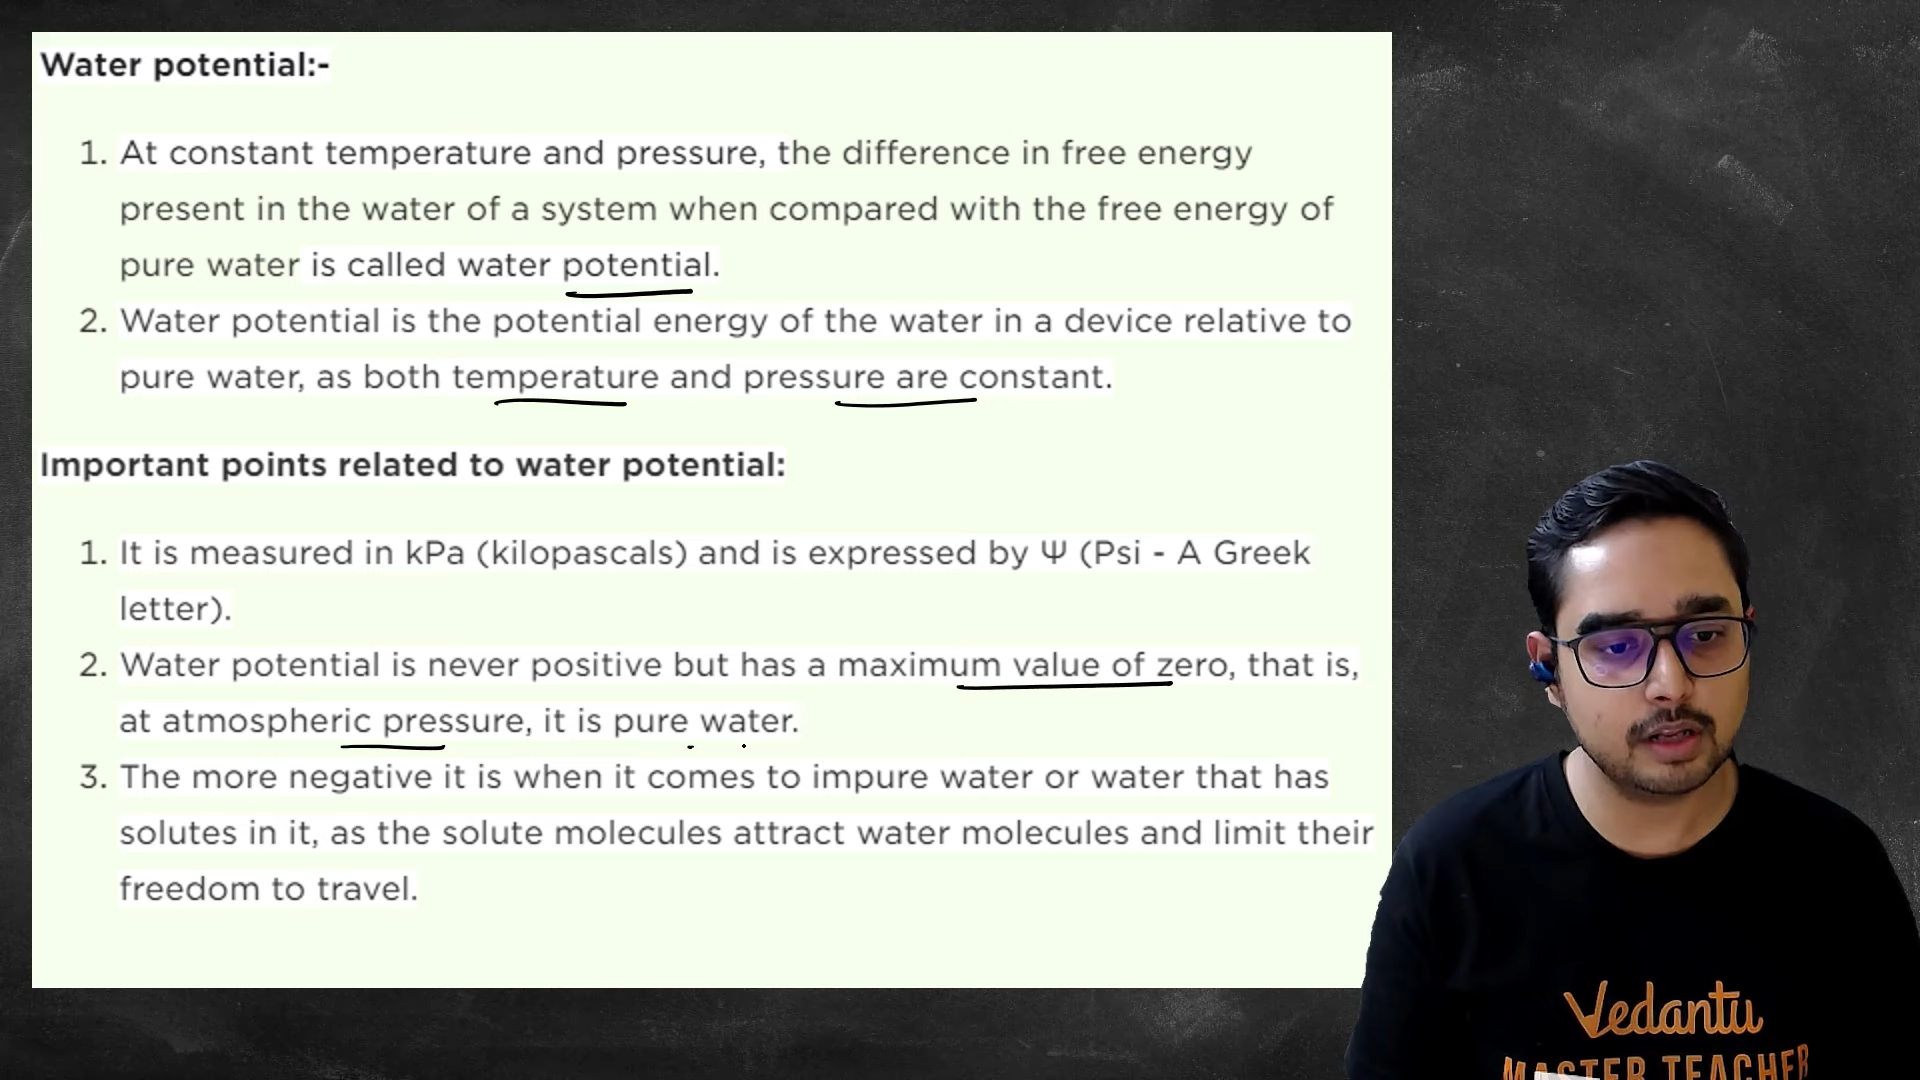 Water potential:-
1. At constant temperature and pressure, the difference in free energy
present in the water of a system when compared with the free energy of
pure water is called water potential.
2. Water potential is the potential energy of the water in a device relative to
pure water, as both temperature and pressure are constant.
Important points related to water potential:
1. It is measured in kPa (kilopascals) and is expressed by Ψ (Psi - A Greek
letter).
2. Water potential is never positive but has a maximum value of zero, that is,
at atmospheric pressure, it is pure water.
3. The more negative it is when it comes to impure water or water that has
solutes in it, as the solute molecules attract water molecules and limit their
freedom to travel.
Vedantu
MASTER TEACHER